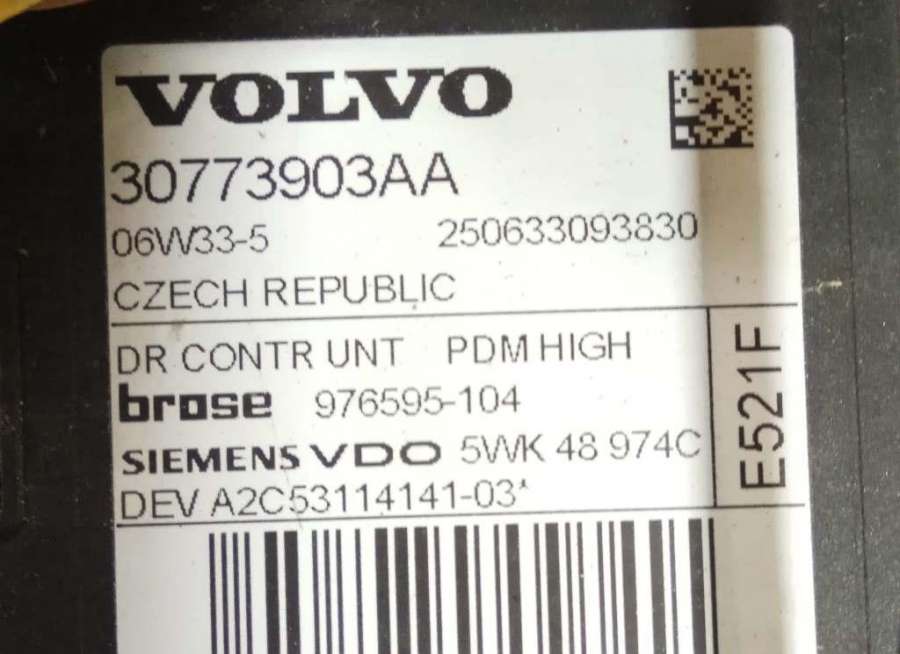 VOLVO
30773903AA
06W33-5 250633093830
CZECH REPUBLIC
DR CONTR UNT PDM HIGH
brose 976595-104
SIEMENS VDO 5WK 48 974C
DEV A2C53114141-03*
E521F